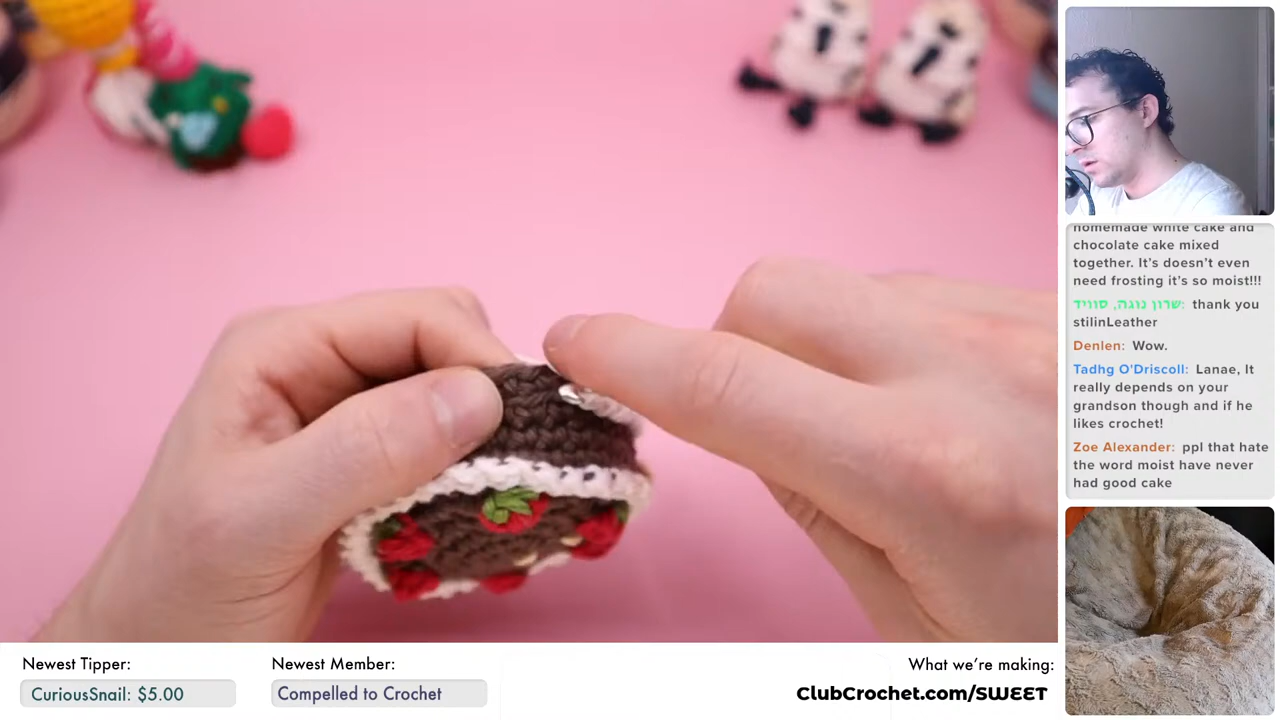 homemade white cake and
chocolate cake mixed
together. It's doesn't even
need frosting it's so moist!!!
שרון נוגה, סוויד: thank you
stilinLeather
Denlen: Wow.
Tadhg O'Driscoll: Lanae, It
really depends on your
grandson though and if he
likes crochet!
Zoe Alexander: ppl that hate
the word moist have never
had good cake
Newest Tipper:
CuriousSnail: $5.00
Newest Member:
Compelled to Crochet
What we're making:
ClubCrochet.com/SWEET